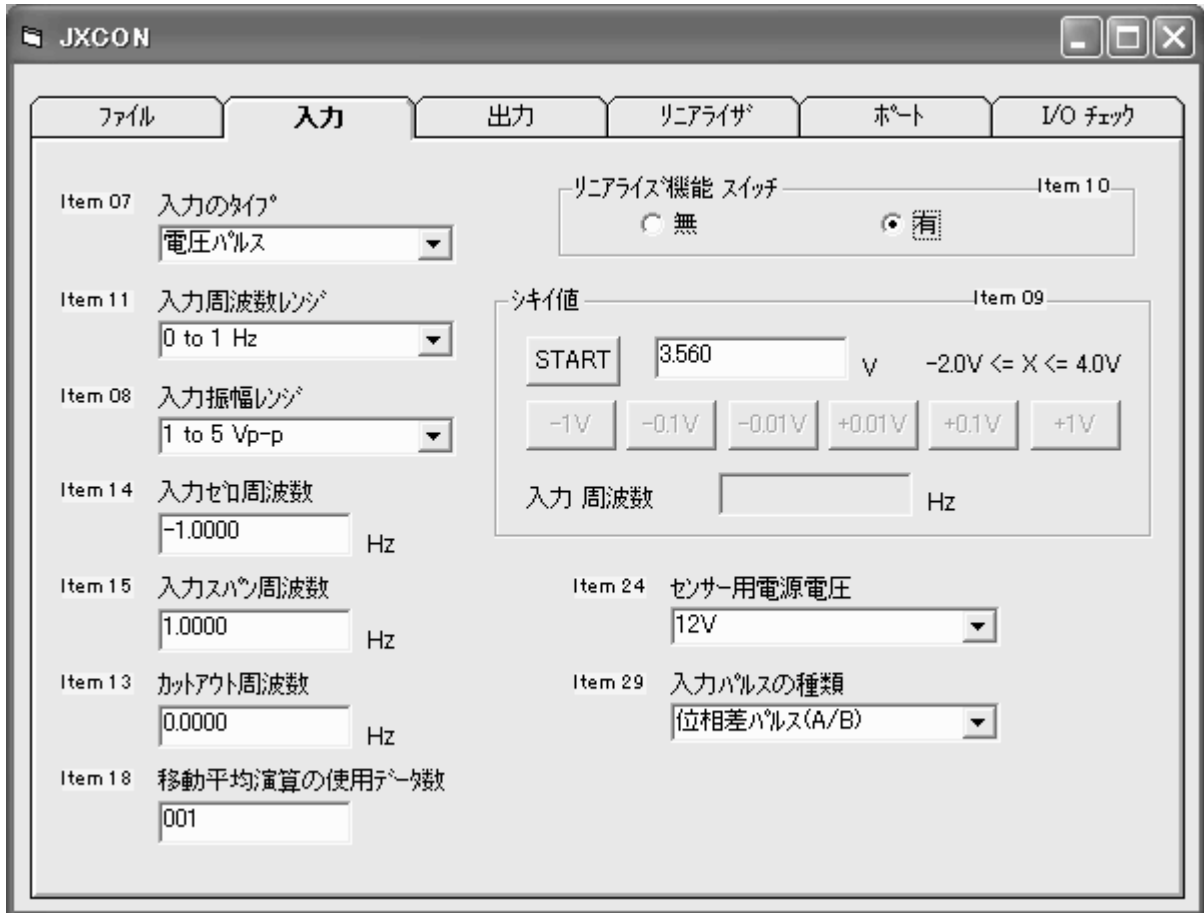 JXCON
ﾌｧｲﾙ 入力 出力 ﾘﾆｱﾗｲｻﾞ ﾎﾟｰﾄ I/O ﾁｪｯｸ
Item 07 入力のﾀｲﾌﾟ
電圧ﾊﾟﾙｽ
Item 11 入力周波数ﾚﾝｼﾞ
0 to 1 Hz
Item 08 入力振幅ﾚﾝｼﾞ
1 to 5 Vp-p
Item 14 入力ｾﾞﾛ周波数
-1.0000 Hz
Item 15 入力ｽﾊﾟﾝ周波数
1.0000 Hz
Item 13 ｶｯﾄｱｳﾄ周波数
0.0000 Hz
Item 18 移動平均演算の使用ﾃﾞｰﾀ数
001
ﾘﾆｱﾗｲｽﾞ機能 ｽｲｯﾁ Item 10
無 有
ｼｷｲ値 Item 09
START 3.560 V -2.0V <= X <= 4.0V
-1V -0.1V -0.01V +0.01V +0.1V +1V
入力 周波数 Hz
Item 24 ｾﾝｻｰ用電源電圧
12V
Item 29 入力ﾊﾟﾙｽの種類
位相差ﾊﾟﾙｽ(A/B)